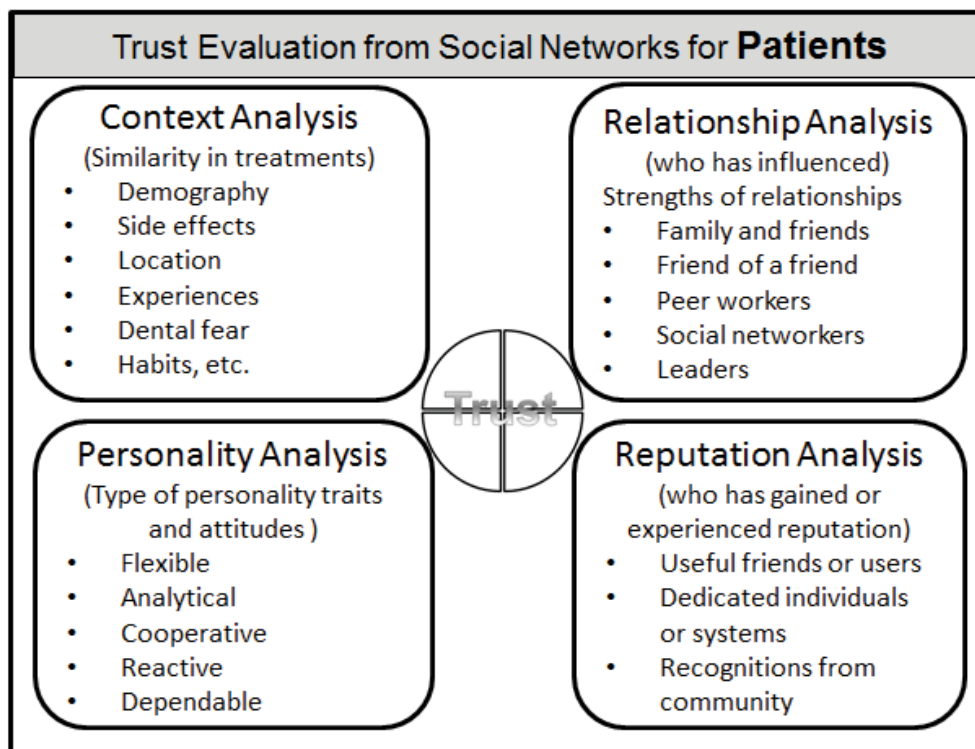 Trust Evaluation from Social Networks for Patients
Context Analysis
(Similarity in treatments)
• Demography
• Side effects
• Location
• Experiences
• Dental fear
• Habits, etc.
Relationship Analysis
(who has influenced)
Strengths of relationships
• Family and friends
• Friend of a friend
• Peer workers
• Social networkers
• Leaders
Trust
Personality Analysis
(Type of personality traits
and attitudes )
• Flexible
• Analytical
• Cooperative
• Reactive
• Dependable
Reputation Analysis
(who has gained or
experienced reputation)
• Useful friends or users
• Dedicated individuals
or systems
• Recognitions from
community